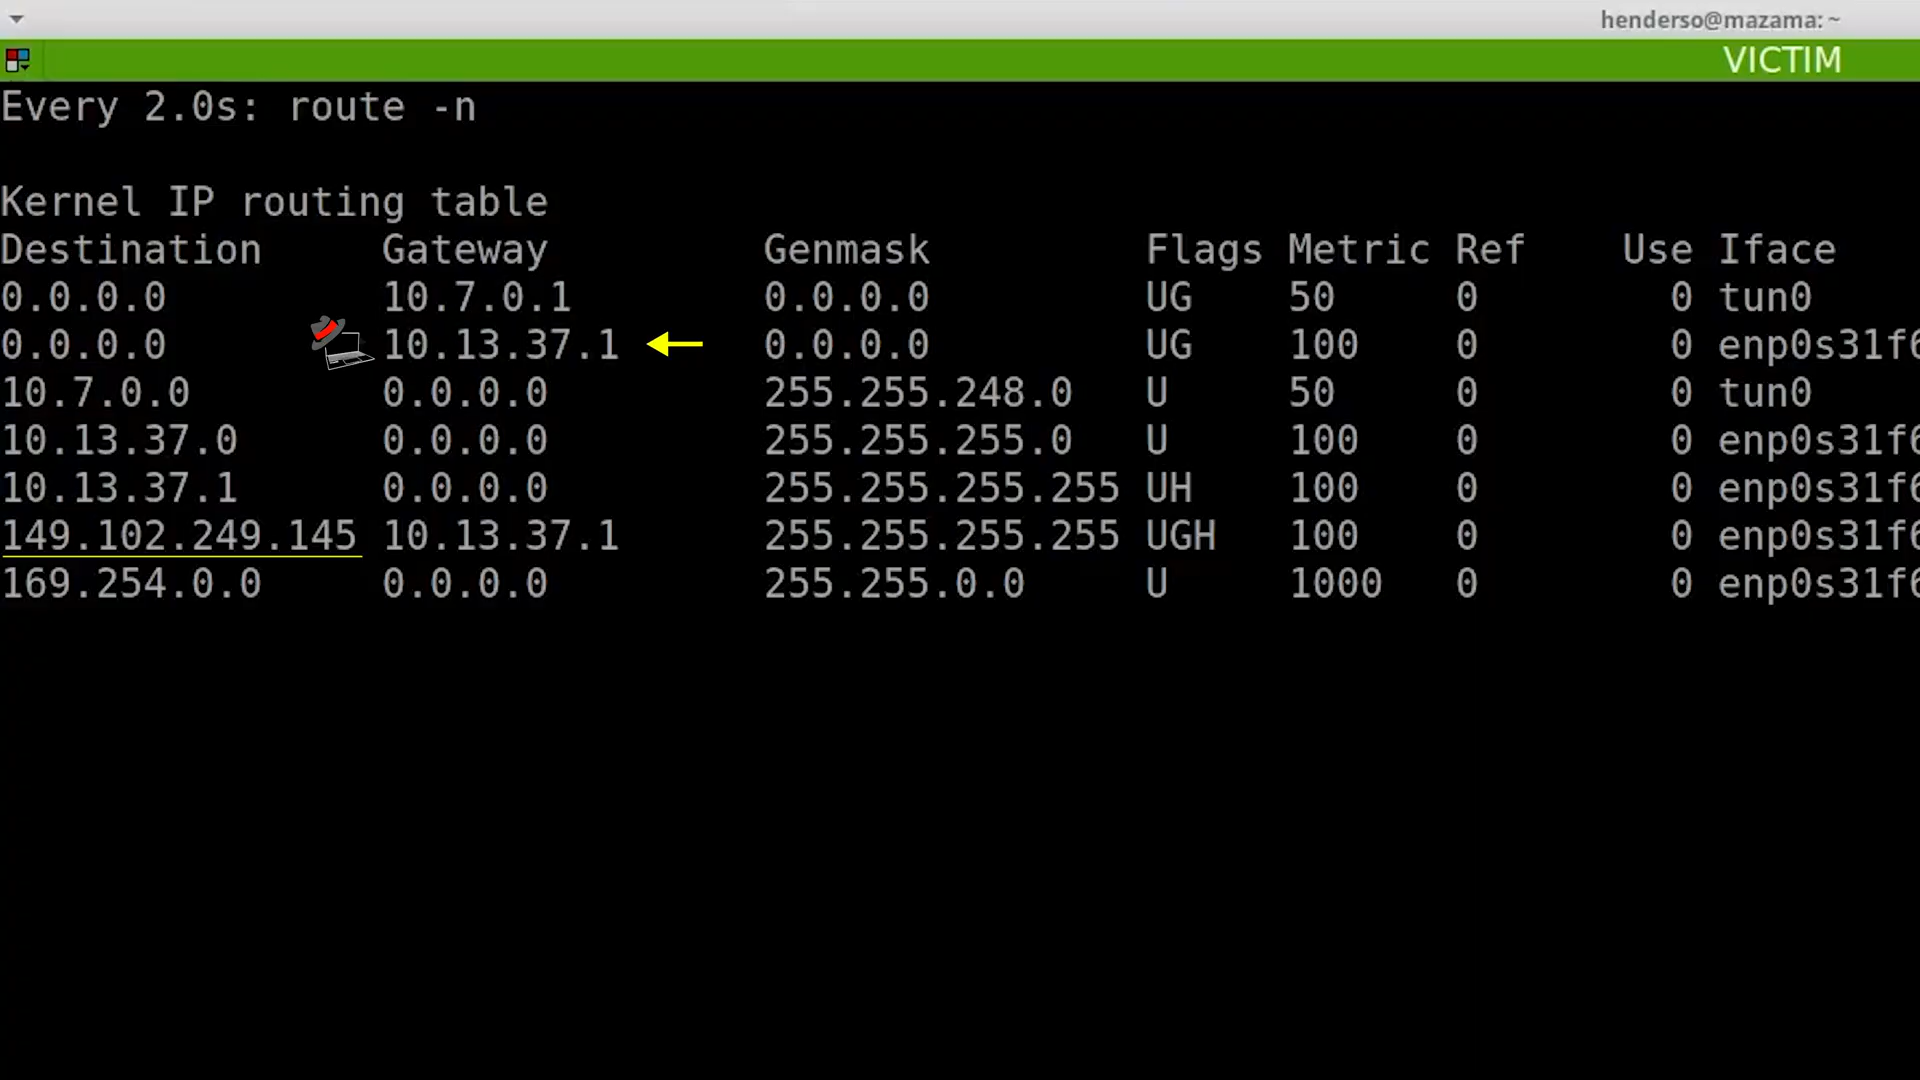 henderso@mazama: ~
VICTIM
Every 2.0s: route -n
Kernel IP routing table
Destination Gateway Genmask Flags Metric Ref Use Iface
0.0.0.0 10.7.0.1 0.0.0.0 UG 50 0 0 tun0
0.0.0.0 10.13.37.1 0.0.0.0 UG 100 0 0 enp0s31f6
10.7.0.0 0.0.0.0 255.255.248.0 U 50 0 0 tun0
10.13.37.0 0.0.0.0 255.255.255.0 U 100 0 0 enp0s31f6
10.13.37.1 0.0.0.0 255.255.255.255 UH 100 0 0 enp0s31f6
149.102.249.145 10.13.37.1 255.255.255.255 UGH 100 0 0 enp0s31f6
169.254.0.0 0.0.0.0 255.255.0.0 U 1000 0 0 enp0s31f6